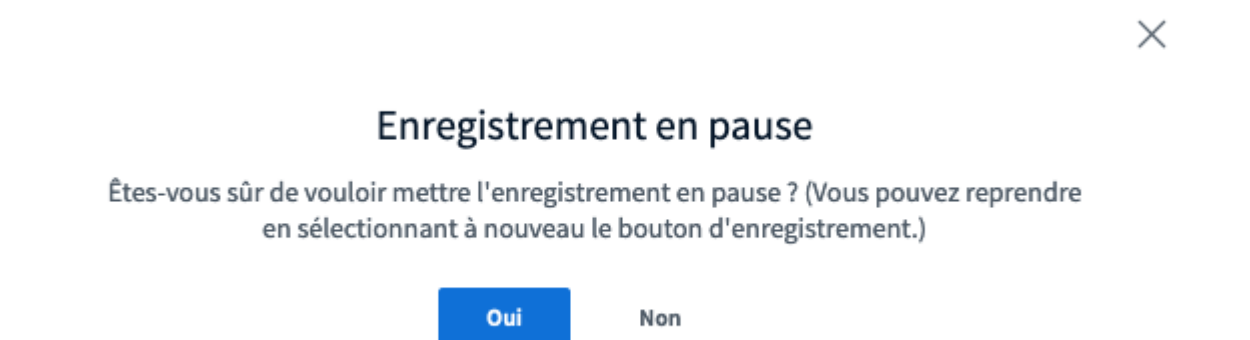 Enregistrement en pause
Êtes-vous sûr de vouloir mettre l'enregistrement en pause ? (Vous pouvez reprendre
en sélectionnant à nouveau le bouton d'enregistrement.)
Oui Non